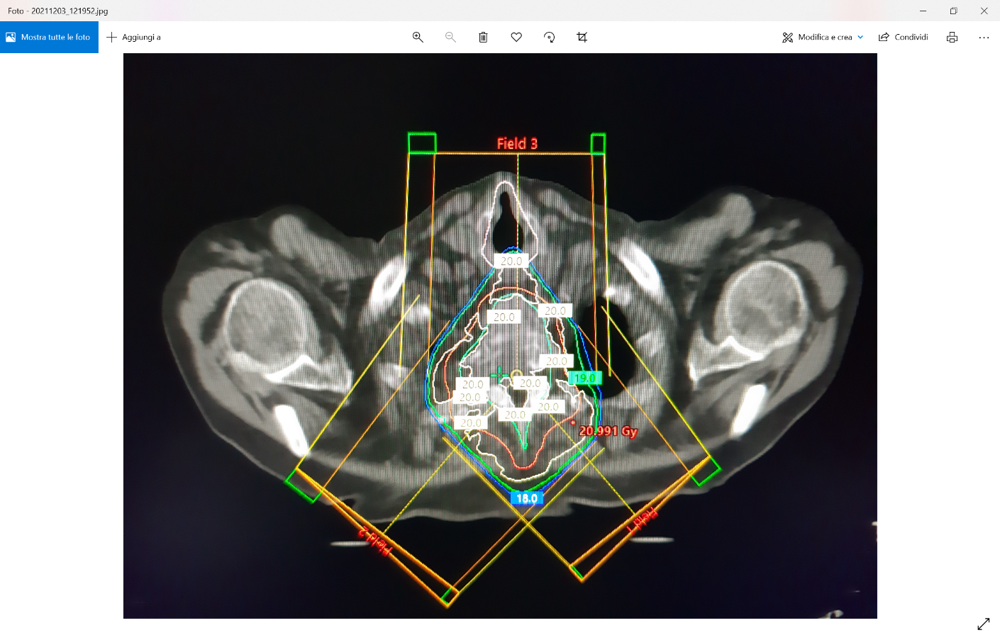 Foto - 20211203_121952.jpg
Mostra tutte le foto
Aggiungi a
Modifica e crea
Condividi
Field 3
20.0
20.0
20.0
20.0
19.0
20.0
20.0
20.0
20.0
20.0
20.0
20.991 Gy
18.0
Field 1
Field 2